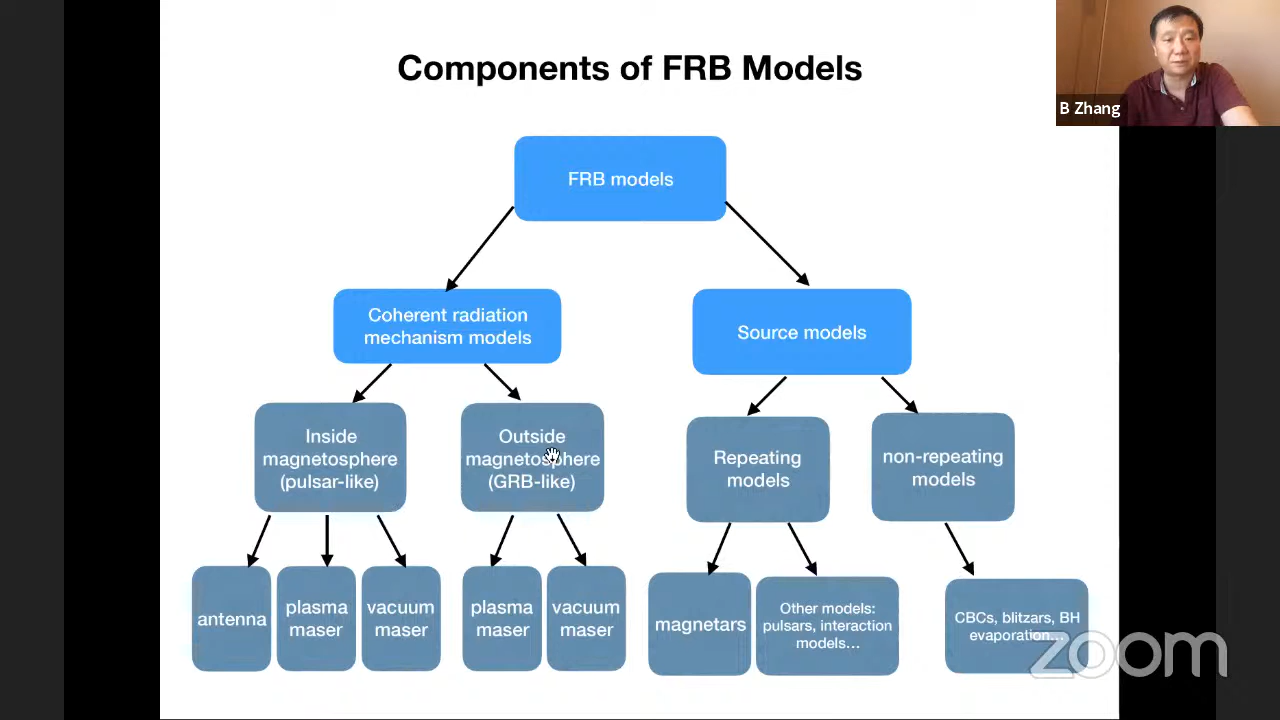 Components of FRB Models
B Zhang
FRB models
Coherent radiation
mechanism models
Source models
Inside
magnetosphere
(pulsar-like)
Outside
magnetosphere
(GRB-like)
Repeating
models
non-repeating
models
antenna
plasma
maser
vacuum
maser
plasma
maser
vacuum
maser
magnetars
Other models:
pulsars, interaction
models...
CBCs, blitzars, BH
evaporation...
zoom